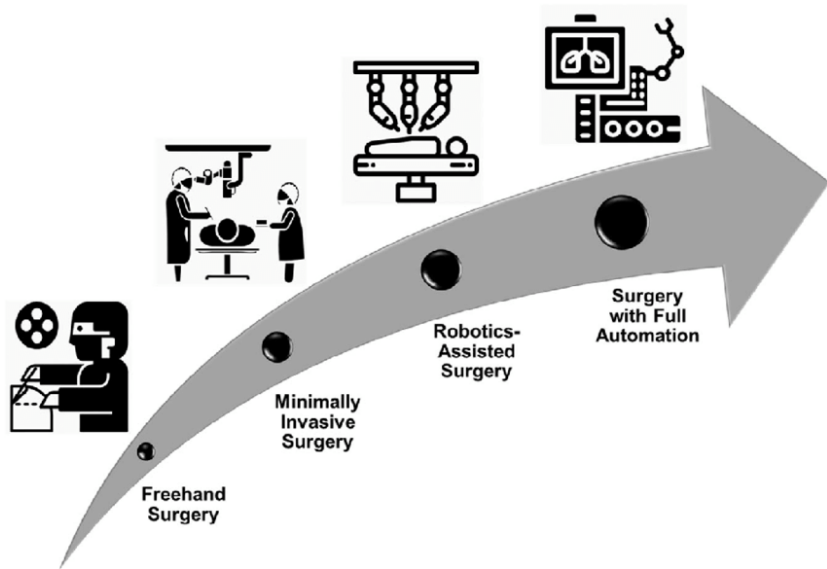 Freehand
Surgery
Minimally
Invasive
Surgery
Robotics-
Assisted
Surgery
Surgery
with Full
Automation